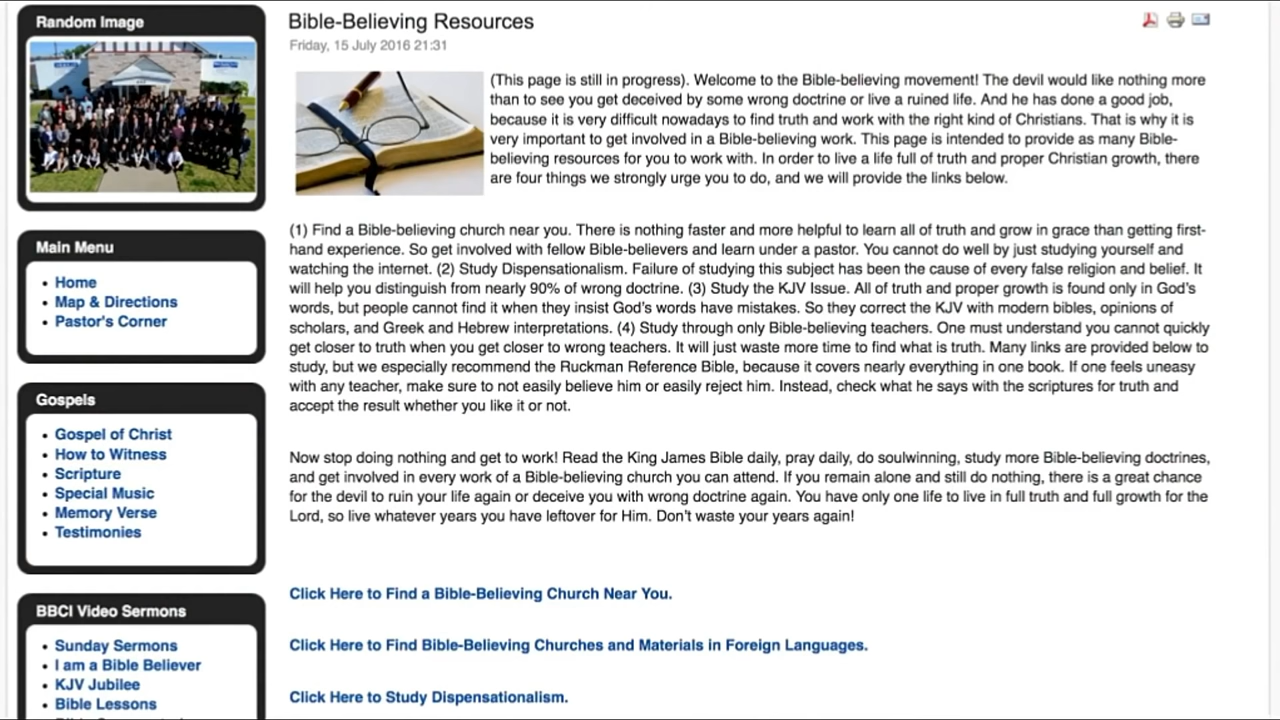 Random Image
Main Menu
Home
Map & Directions
Pastor's Corner
Gospels
Gospel of Christ
How to Witness
Scripture
Special Music
Memory Verse
Testimonies
BBCI Video Sermons
Sunday Sermons
I am a Bible Believer
KJV Jubilee
Bible Lessons
Bible-Believing Resources
Friday, 15 July 2016 21:31
(This page is still in progress). Welcome to the Bible-believing movement! The devil would like nothing more
than to see you get deceived by some wrong doctrine or live a ruined life. And he has done a good job,
because it is very difficult nowadays to find truth and work with the right kind of Christians. That is why it is
very important to get involved in a Bible-believing work. This page is intended to provide as many Bible-
believing resources for you to work with. In order to live a life full of truth and proper Christian growth, there
are four things we strongly urge you to do, and we will provide the links below.
(1) Find a Bible-believing church near you. There is nothing faster and more helpful to learn all of truth and grow in grace than getting first-
hand experience. So get involved with fellow Bible-believers and learn under a pastor. You cannot do well by just studying yourself and
watching the internet. (2) Study Dispensationalism. Failure of studying this subject has been the cause of every false religion and belief. It
will help you distinguish from nearly 90% of wrong doctrine. (3) Study the KJV Issue. All of truth and proper growth is found only in God's
words, but people cannot find it when they insist God's words have mistakes. So they correct the KJV with modern bibles, opinions of
scholars, and Greek and Hebrew interpretations. (4) Study through only Bible-believing teachers. One must understand you cannot quickly
get closer to truth when you get closer to wrong teachers. It will just waste more time to find what is truth. Many links are provided below to
study, but we especially recommend the Ruckman Reference Bible, because it covers nearly everything in one book. If one feels uneasy
with any teacher, make sure to not easily believe him or easily reject him. Instead, check what he says with the scriptures for truth and
accept the result whether you like it or not.
Now stop doing nothing and get to work! Read the King James Bible daily, pray daily, do soulwinning, study more Bible-believing doctrines,
and get involved in every work of a Bible-believing church you can attend. If you remain alone and still do nothing, there is a great chance
for the devil to ruin your life again or deceive you with wrong doctrine again. You have only one life to live in full truth and full growth for the
Lord, so live whatever years you have leftover for Him. Don't waste your years again!
Click Here to Find a Bible-Believing Church Near You.
Click Here to Find Bible-Believing Churches and Materials in Foreign Languages.
Click Here to Study Dispensationalism.